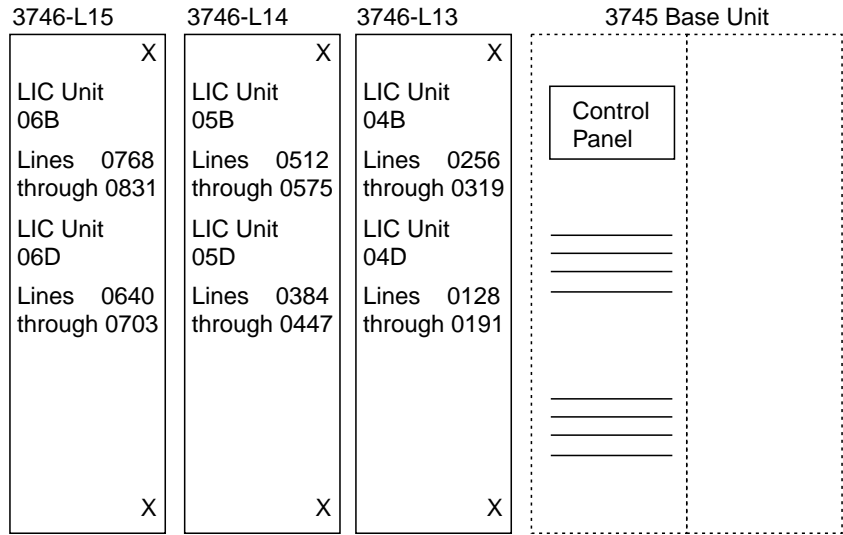 3746-L15
3746-L14
3746-L13
3745 Base Unit
X
LIC Unit
06B
Lines 0768
through 0831
LIC Unit
06D
Lines 0640
through 0703
X
X
LIC Unit
05B
Lines 0512
through 0575
LIC Unit
05D
Lines 0384
through 0447
X
X
LIC Unit
04B
Lines 0256
through 0319
LIC Unit
04D
Lines 0128
through 0191
X
Control
Panel